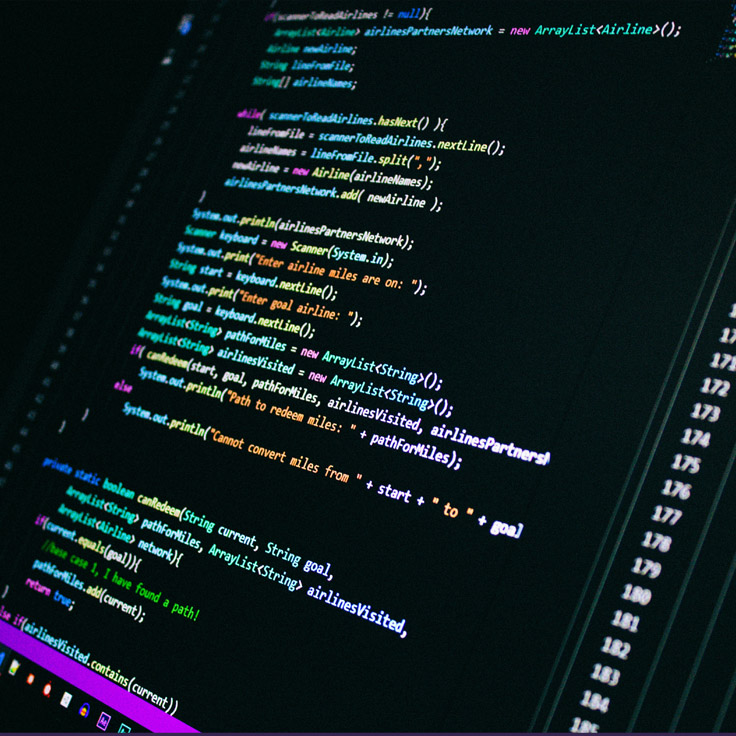 if(scannerToReadAirlines != null){
ArrayList<Airline> airlinesPartnersNetwork = new ArrayList<Airline>();
Airline newAirline;
String lineFromFile;
String[] airlineNames;
while( scannerToReadAirlines.hasNext() ){
lineFromFile = scannerToReadAirlines.nextLine();
airlineNames = lineFromFile.split(",");
newAirline = new Airline(airlineNames);
airlinesPartnersNetwork.add( newAirline );
}
System.out.println(airlinesPartnersNetwork);
Scanner keyboard = new Scanner(System.in);
System.out.print("Enter airline miles are on: ");
String start = keyboard.nextLine();
System.out.print("Enter goal airline: ");
String goal = keyboard.nextLine();
ArrayList<String> pathForMiles = new ArrayList<String>();
ArrayList<String> airlinesVisited = new ArrayList<String>();
if( canRedeem(start, goal, pathForMiles, airlinesVisited, airlinesPartnersN
System.out.println("Path to redeem miles: " + pathForMiles);
else
System.out.println("Cannot convert miles from " + start + " to " + goal
}
}
private static boolean canRedeem(String current, String goal,
ArrayList<String> pathForMiles, ArrayList<String> airlinesVisited,
ArrayList<Airline> network){
if(current.equals(goal)){
//base case 1, I have found a path!
pathForMiles.add(current);
return true;
}
else if(airlinesVisited.contains(current))
171
172
173
174
175
176
177
178
179
180
181
182
183
184
185